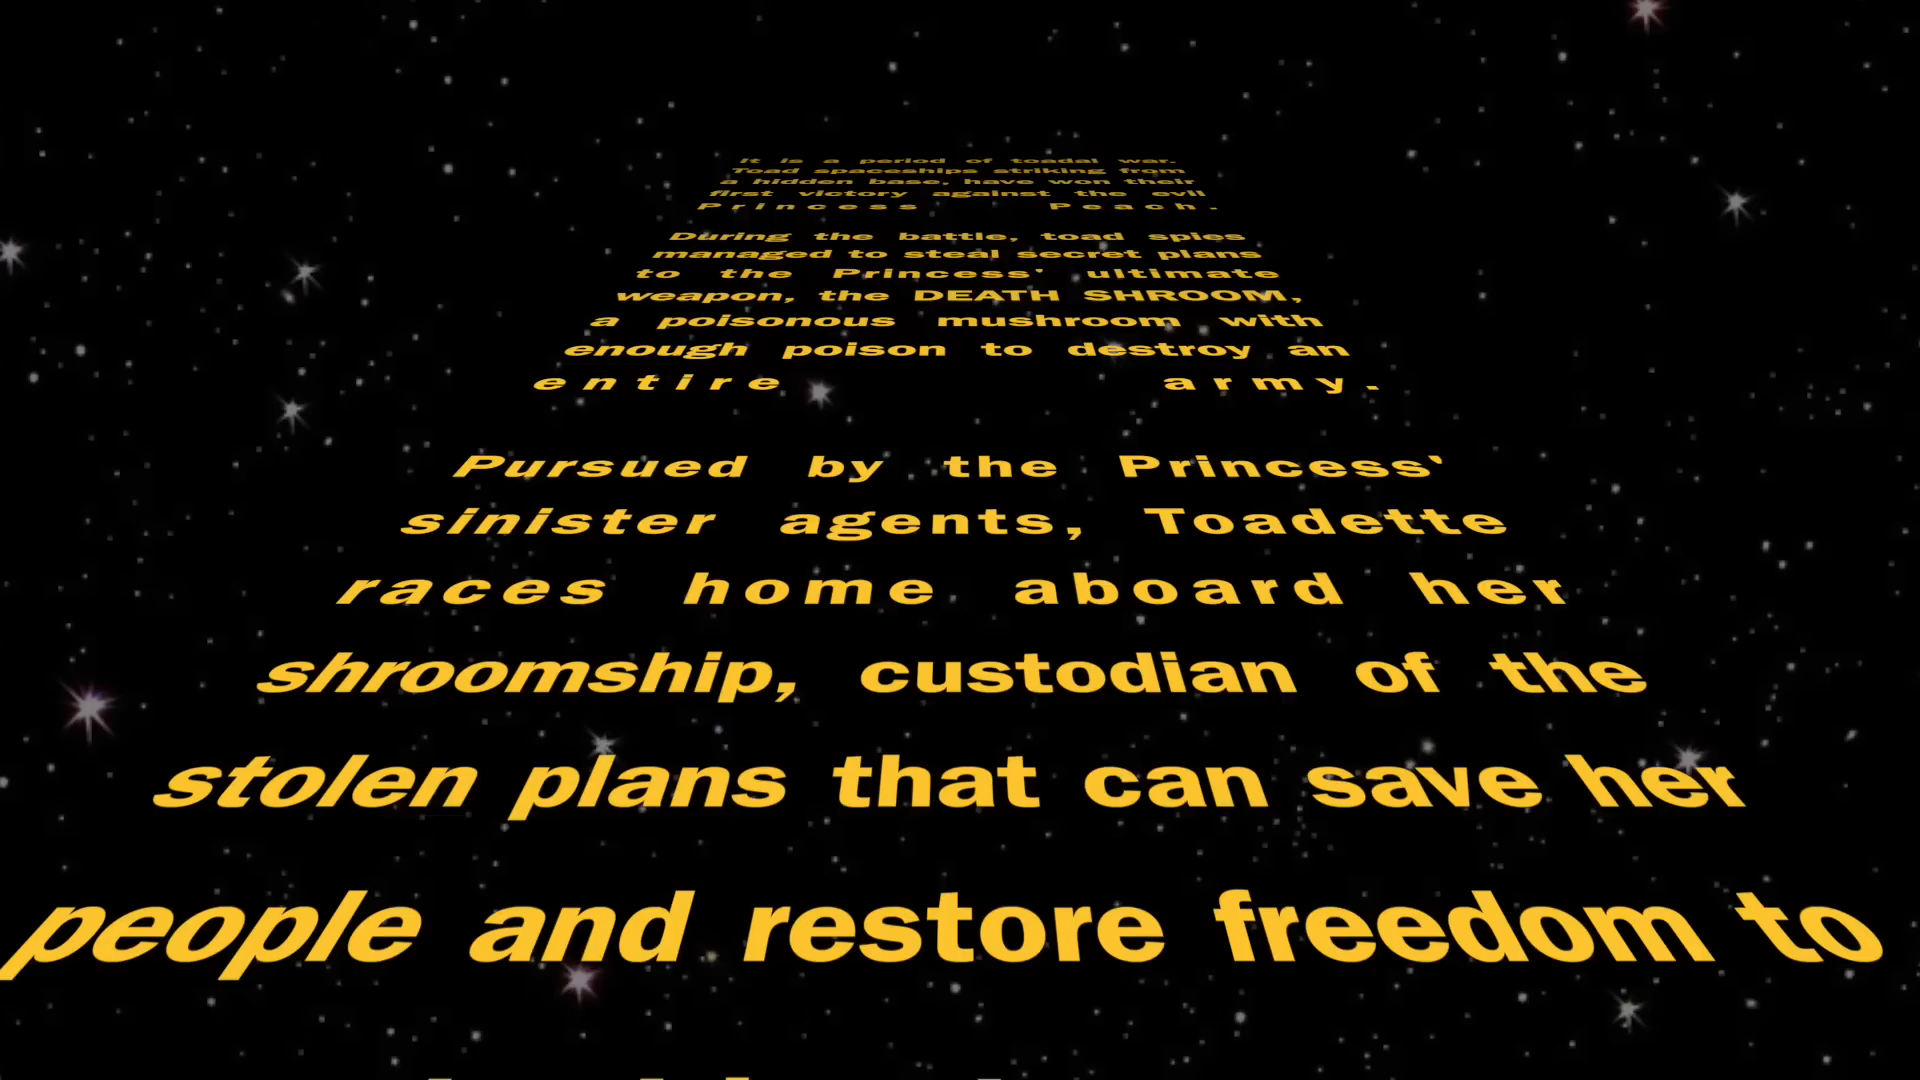 It is a period of toadal war.
Toad spaceships striking from
a hidden base, have won their
first victory against the evil
Princess Peach.
During the battle, toad spies
managed to steal secret plans
to the Princess' ultimate
weapon, the DEATH SHROOM,
a poisonous mushroom with
enough poison to destroy an
entire army.
Pursued by the Princess'
sinister agents, Toadette
races home aboard her
shroomship, custodian of the
stolen plans that can save her
people and restore freedom to